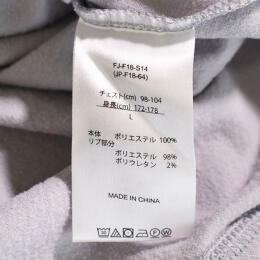 FJ-F18-S14
(JP-F18-64)
チェスト(cm) 98-104
身長(cm) 172-178
L
本体 ポリエステル 100%
リブ部分
ポリエステル 98%
ポリウレタン 2%
MADE IN CHINA